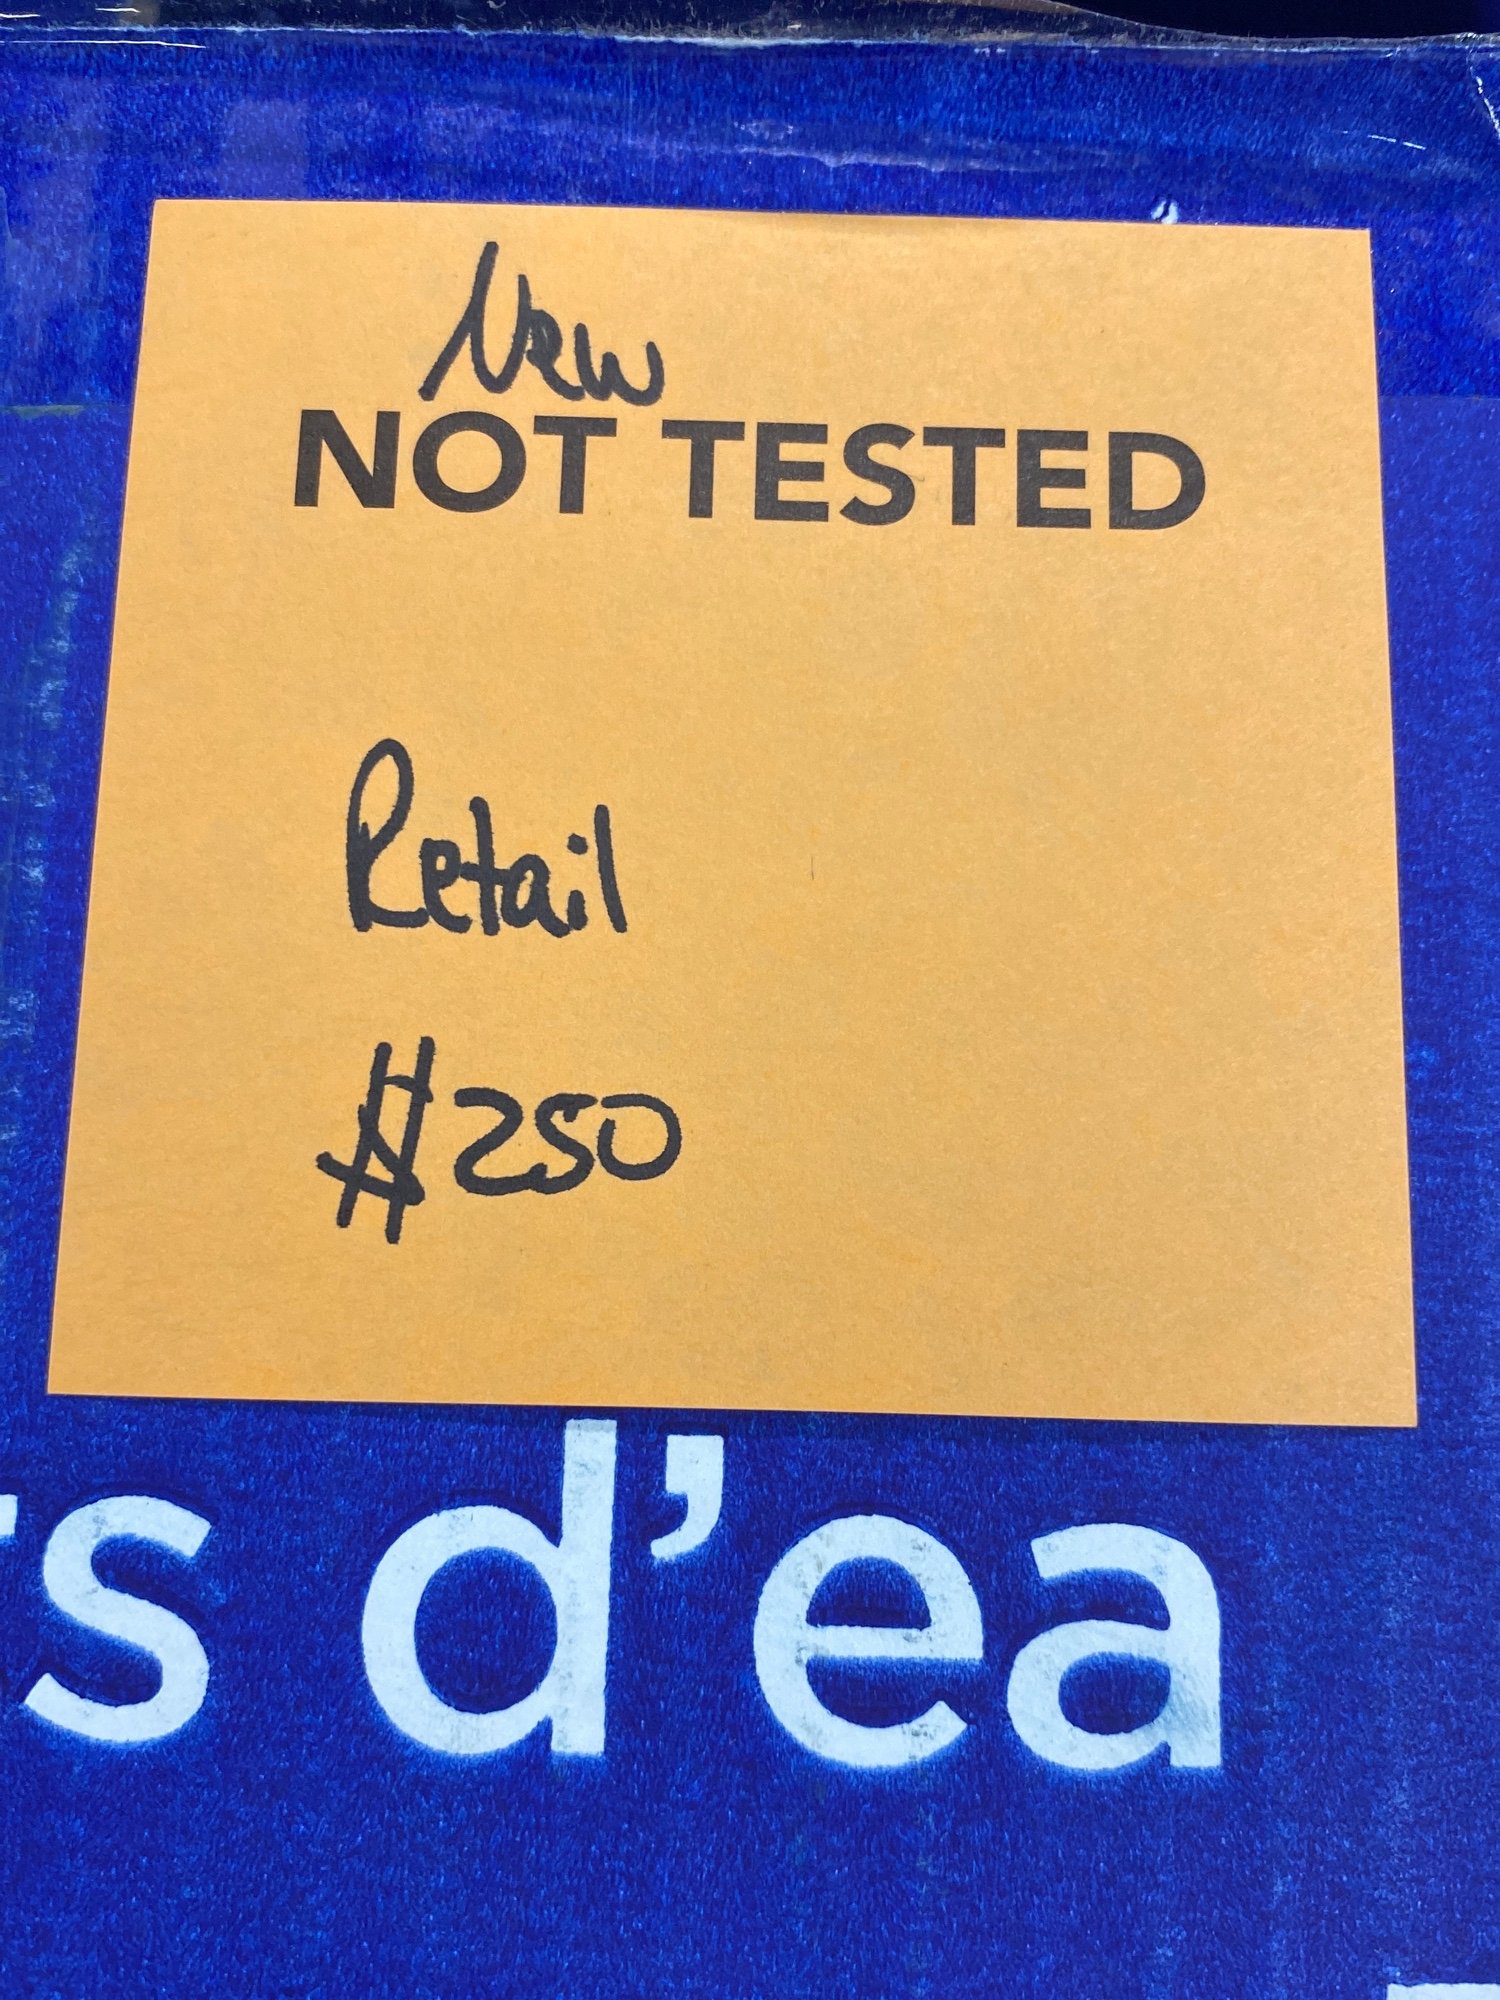 New
NOT TESTED
Retail
$250
s d'ea